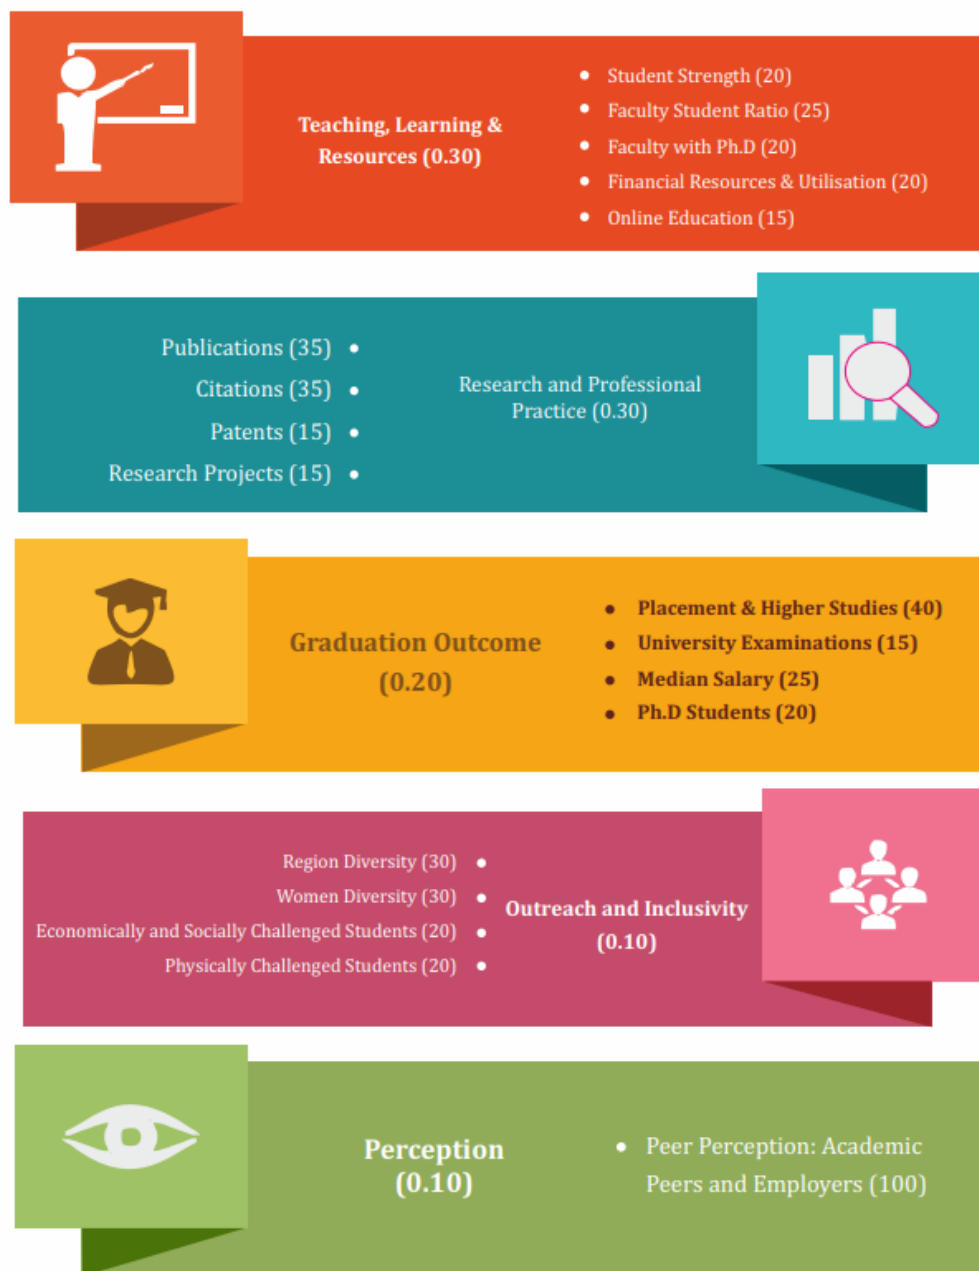 Teaching, Learning &
Resources (0.30)
Student Strength (20)
Faculty Student Ratio (25)
Faculty with Ph.D (20)
Financial Resources & Utilisation (20)
Online Education (15)
Publications (35)
Citations (35)
Patents (15)
Research Projects (15)
Research and Professional
Practice (0.30)
Graduation Outcome
(0.20)
Placement & Higher Studies (40)
University Examinations (15)
Median Salary (25)
Ph.D Students (20)
Region Diversity (30)
Women Diversity (30)
Economically and Socially Challenged Students (20)
Physically Challenged Students (20)
Outreach and Inclusivity
(0.10)
Perception
(0.10)
Peer Perception: Academic
Peers and Employers (100)